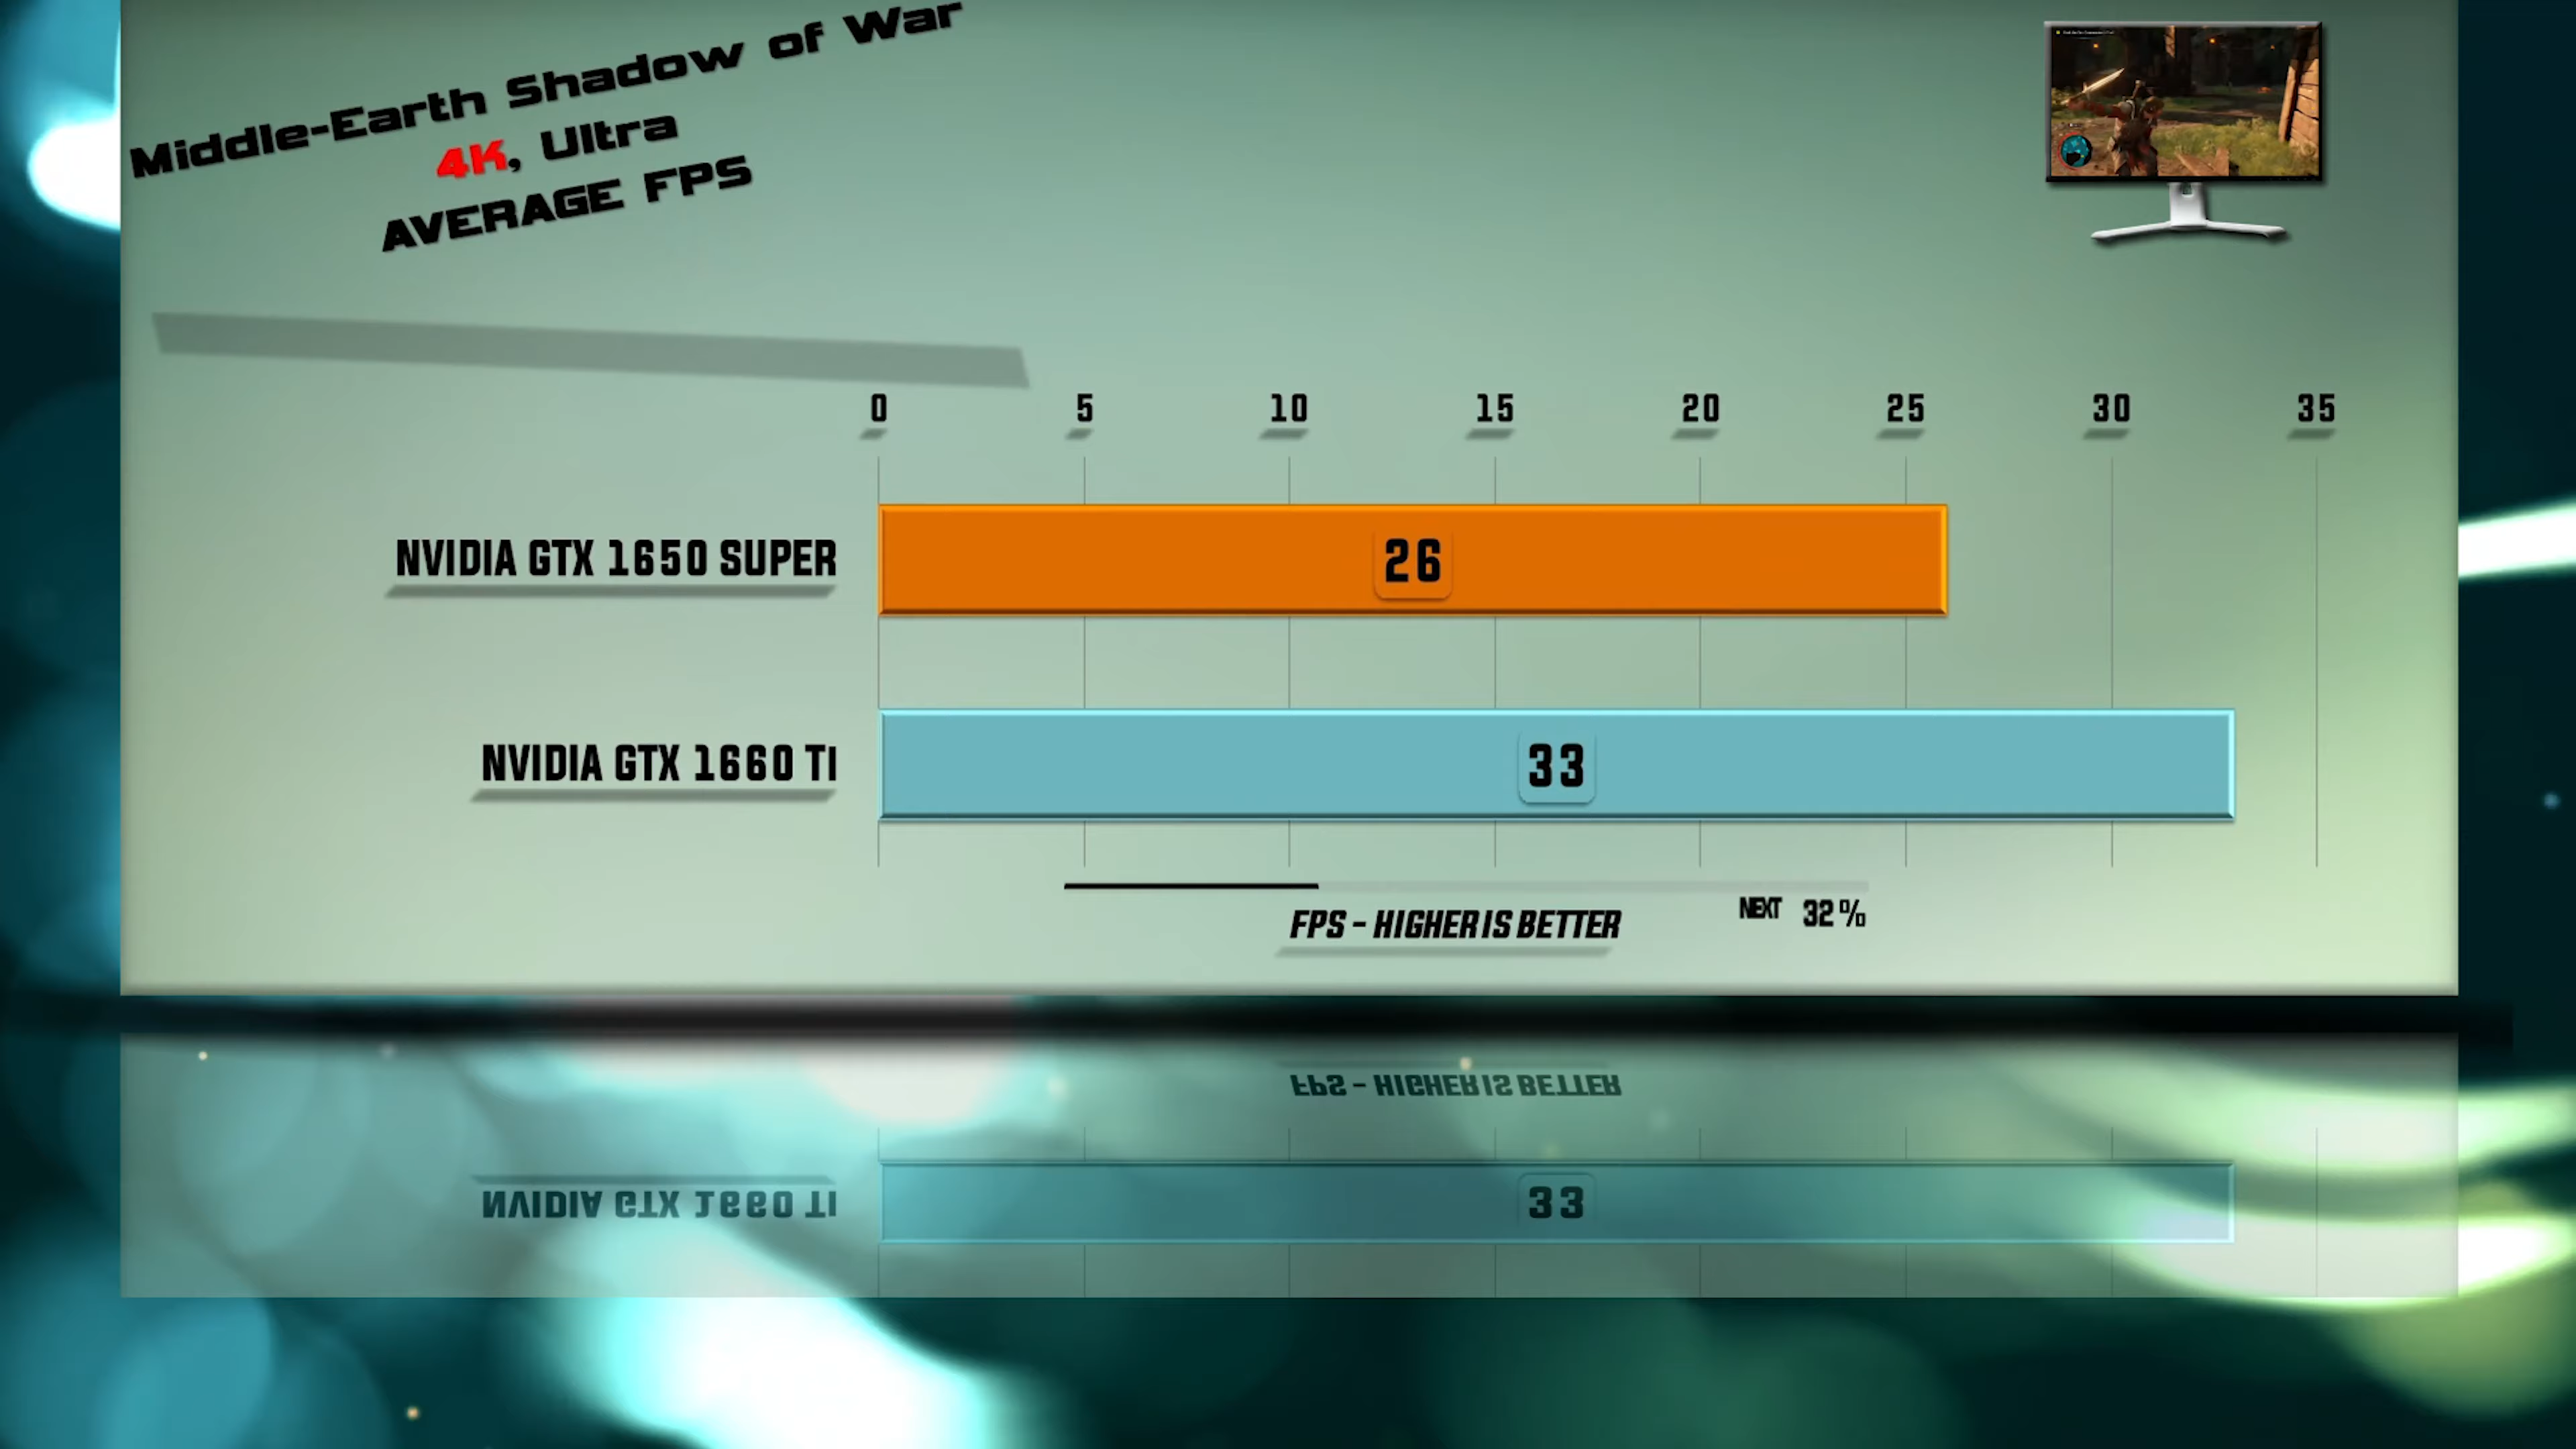 Middle-Earth Shadow of War
4K, Ultra
AVERAGE FPS
0 5 10 15 20 25 30 35
NVIDIA GTX 1650 SUPER 26
NVIDIA GTX 1660 TI 33
FPS - HIGHER IS BETTER
NEXT 32%
FPS - HIGHER IS BETTER
NVIDIA GTX 1660 TI 33